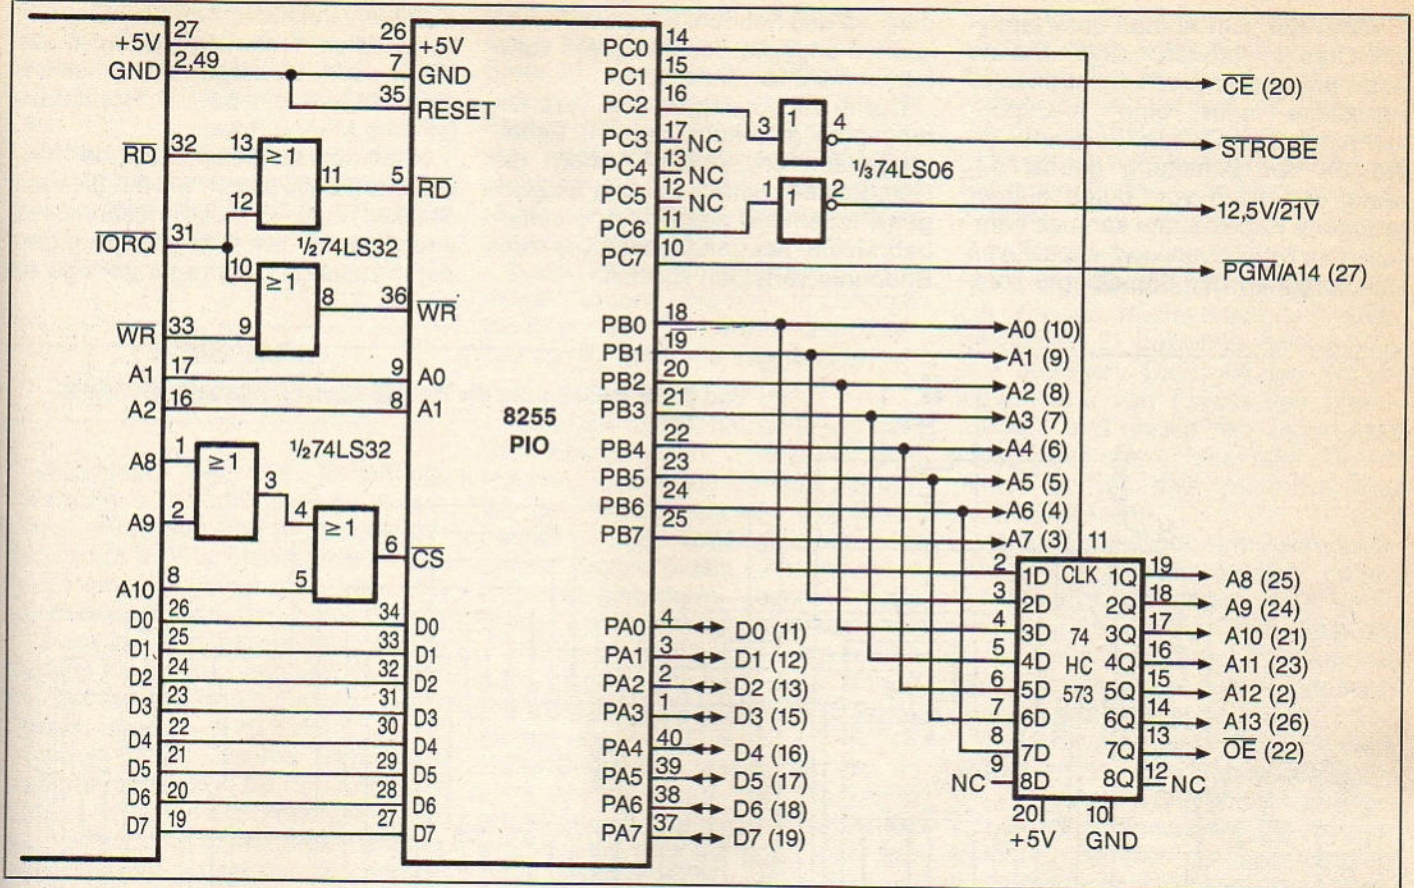 +5V 27 26 +5V
GND 2,49 7 GND
35 RESET
R̅D̅ 32 13 ≥1 11 5 R̅D̅
12
½74LS32
I̅O̅R̅Q̅ 31
10 ≥1 8 36 W̅R̅
W̅R̅ 33 9
A1 17 9 A0
A2 16 8 A1
½74LS32
A8 1 ≥1 3
A9 2
4 ≥1 6 C̅S̅
A10 8 5
D0 26 34 D0
D1 25 33 D1
D2 24 32 D2
D3 23 31 D3
D4 22 30 D4
D5 21 29 D5
D6 20 28 D6
D7 19 27 D7
8255
PIO
PC0 14
PC1 15 C̅E̅ (20)
PC2 16 3 1 4 S̅T̅R̅O̅B̅E̅
PC3 17 NC
PC4 13 NC
PC5 12 NC
⅓74LS06
PC6 11 1 1 2 12,5V/2̅1̅V̅
PC7 10 P̅G̅M̅/A14 (27)
PB0 18 A0 (10)
PB1 19 A1 (9)
PB2 20 A2 (8)
PB3 21 A3 (7)
PB4 22 A4 (6)
PB5 23 A5 (5)
PB6 24 A6 (4)
PB7 25 A7 (3)
PA0 4 D0 (11)
PA1 3 D1 (12)
PA2 2 D2 (13)
PA3 1 D3 (15)
PA4 40 D4 (16)
PA5 39 D5 (17)
PA6 38 D6 (18)
PA7 37 D7 (19)
11
CLK
2 1D 1Q 19 A8 (25)
3 2D 2Q 18 A9 (24)
4 3D 3Q 17 A10 (21)
5 4D 4Q 16 A11 (23)
6 5D 5Q 15 A12 (2)
7 6D 6Q 14 A13 (26)
8 7D 7Q 13 O̅E̅ (22)
NC 9 8D 8Q 12 NC
74
HC
573
20 10
+5V GND